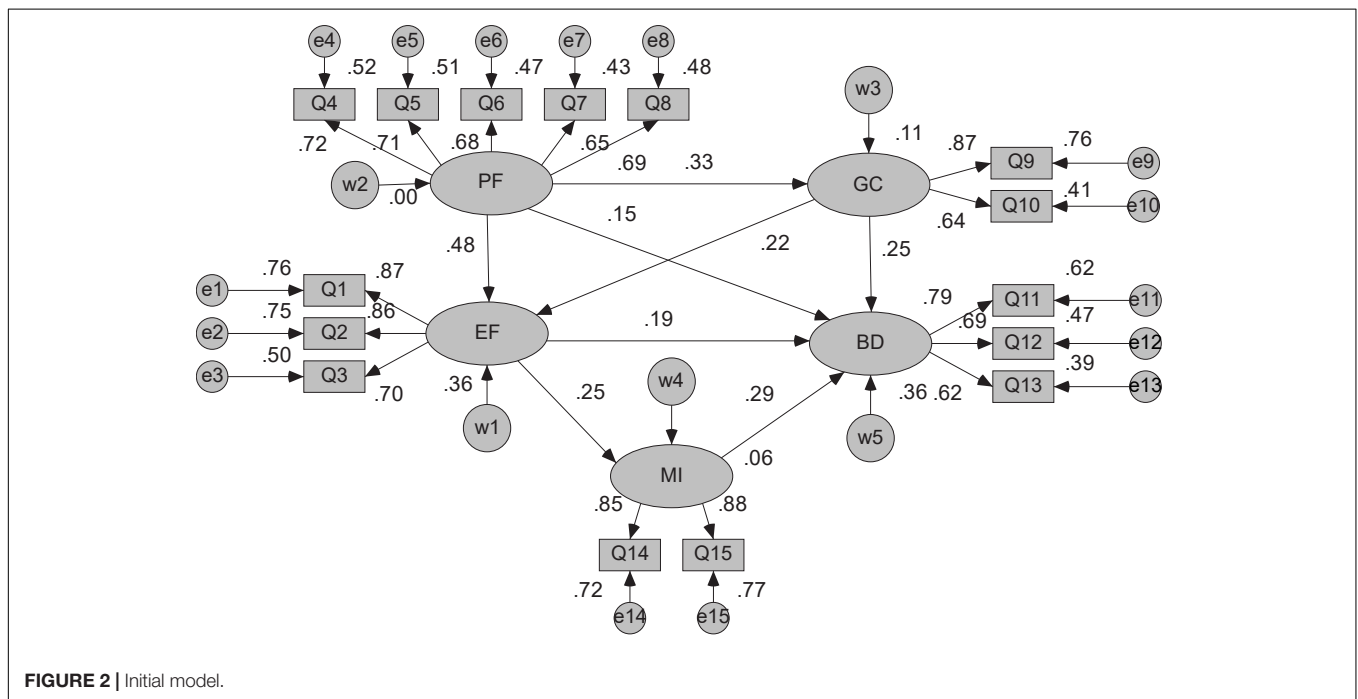 e4 e5 e6 e7 e8
.52 .51 .47 .43 .48
Q4 Q5 Q6 Q7 Q8
w3
.72 .71 .68 .65 .69 .33
.11 .87 .76
w2 .00 PF GC Q9 e9
.41
.64 Q10 e10
.15
.48 .22 .25
.76 .87 .62
e1 Q1 .79 Q11 e11
.75 .86 .69 .47
e2 Q2 EF .19 BD Q12 e12
.50 .39
e3 Q3 w4 Q13 e13
.70 .36 .25 .29 .36 .62
w1 w5
.06
MI
.85 .88
Q14 Q15
.72 .77
e14 e15
FIGURE 2 | Initial model.